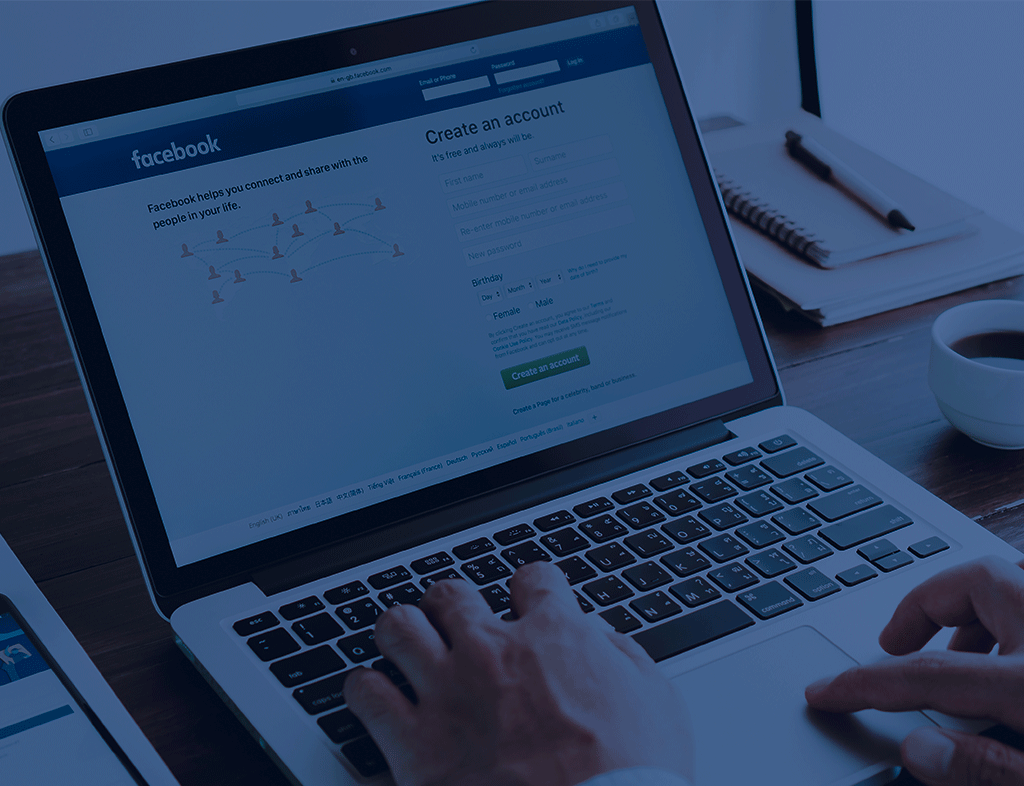 en-gb.facebook.com
Email or Phone
Password
Log In
facebook
Facebook helps you connect and share with the
people in your life.
Create an account
It's free and always will be.
First name
Surname
Mobile number or email address
Re-enter mobile number or email address
New password
Birthday
Day
Month
Year
Why do I need to provide my
date of birth?
Female
Male
By clicking Create an account, you agree to our Terms and
confirm that you have read our Data Policy, including our
Cookie Use Policy. You may receive SMS message notifications
from Facebook and can opt out at any time.
Create an account
Create a Page for a celebrity, band or business.
English (UK) ภาษาไทย 日本語 中文(简体) Tiếng Việt Français (France) Deutsch Русский Español Português (Brasil) Italiano +
esc
tab
caps lock
command
option